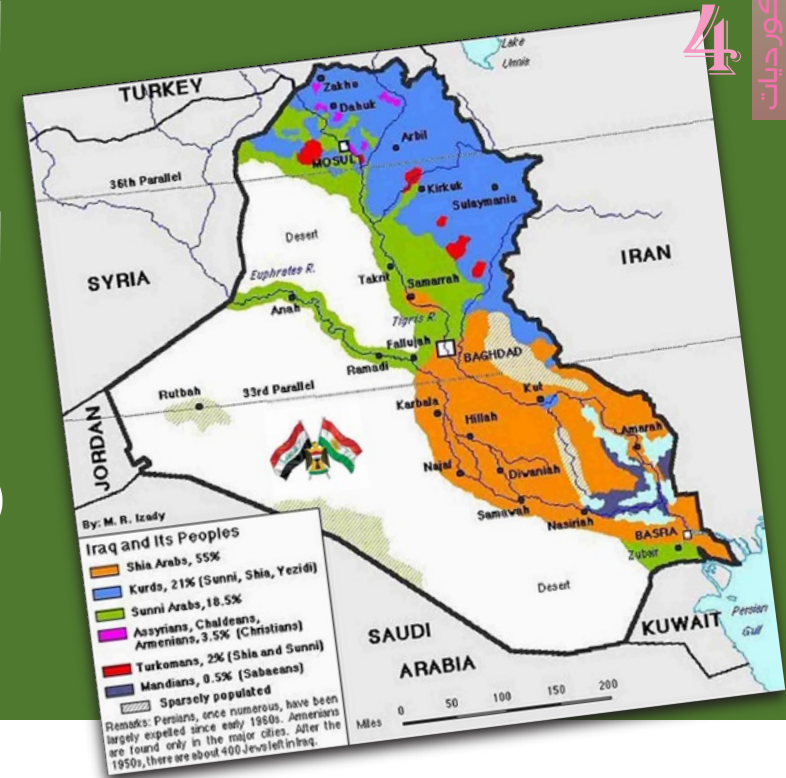 4
كورديات
Lake
Urmia
TURKEY
Zakho
Dahuk
Arbil
MOSUL
36th Parallel
Kirkuk
Sulaymania
Desert
IRAN
SYRIA
Euphrates R.
Takrit
Samarrah
Anah
Tigris R.
Fallujah
BAGHDAD
Ramadi
Rutbah
33rd Parallel
Kut
Karbala
Hillah
Amarah
JORDAN
Najaf
Diwaniah
Samawah
Nasiriah
BASRA
Zubair
By: M. R. Izady
Desert
Persian
Gulf
KUWAIT
SAUDI
ARABIA
Iraq and Its Peoples
Shia Arabs, 55%
Kurds, 21% (Sunni, Shia, Yezidi)
Sunni Arabs, 18.5%
Assyrians, Chaldeans,
Armenians, 3.5% (Christians)
Turkomans, 2% (Shia and Sunni)
Mandians, 0.5% (Sabaeans)
Sparsely populated
Remarks: Persians, once numerous, have been
largely expelled since early 1960s. Armenians
are found only in the major cities. After the
1950s, there are about 400 Jews left in Iraq.
Miles
0 50 100 150 200